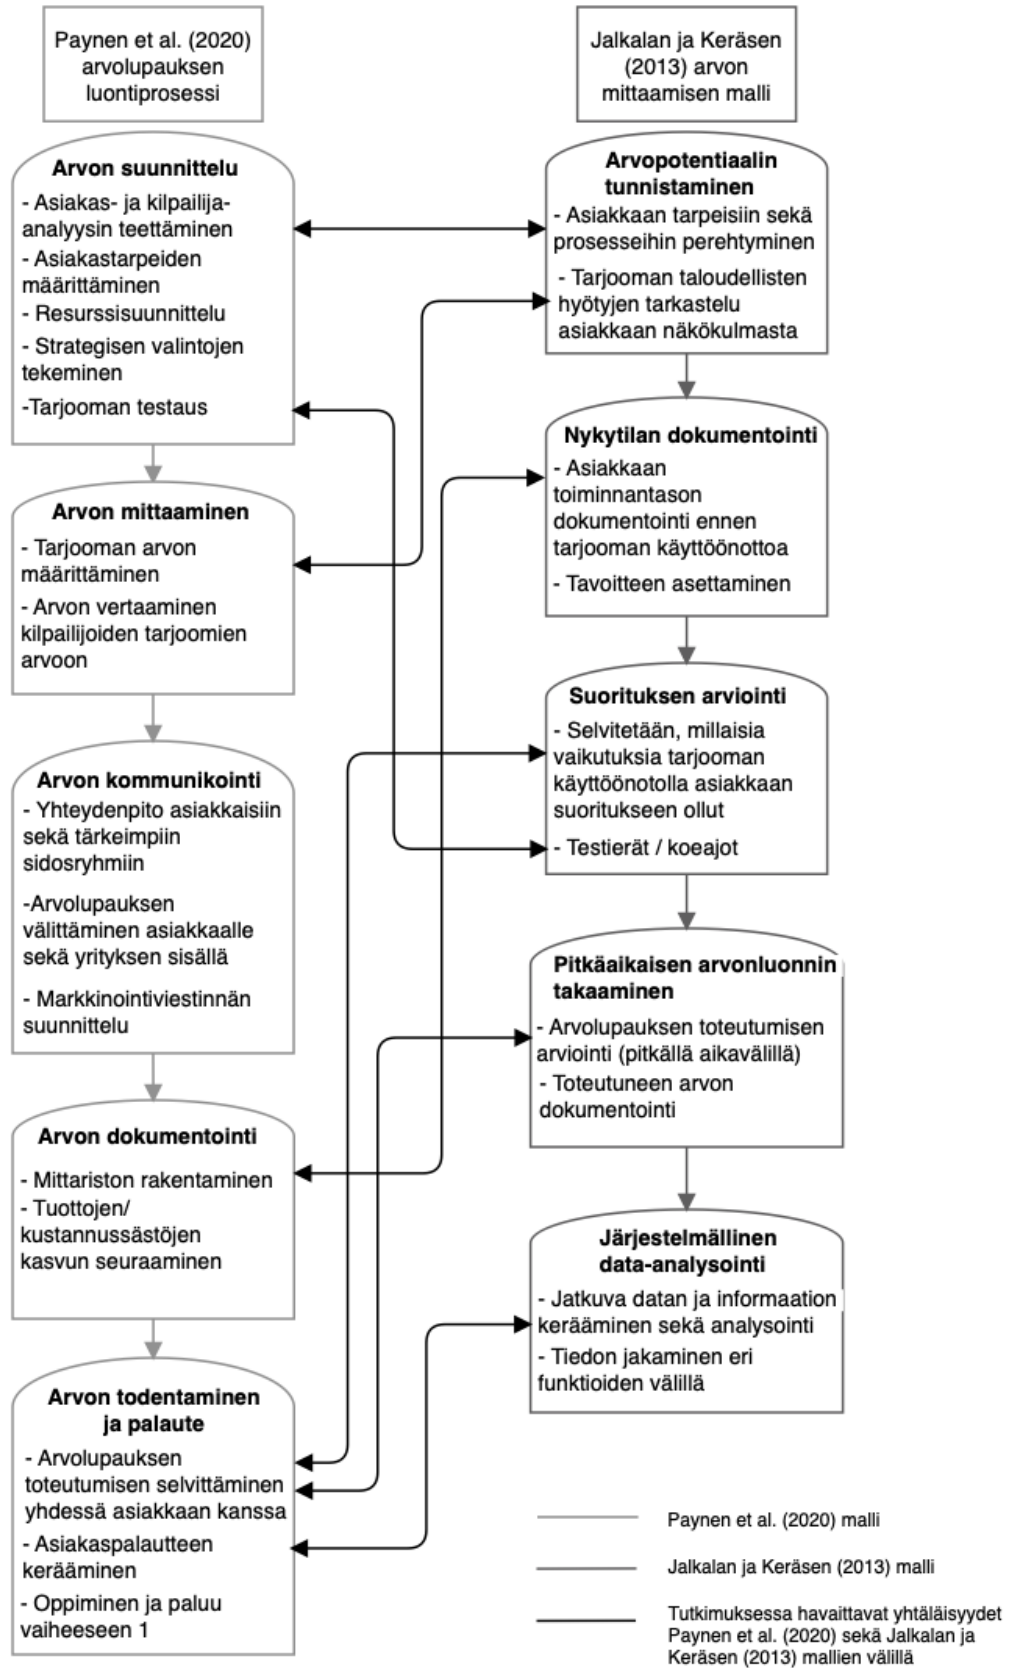 Paynen et al. (2020)
arvolupauksen
luontiprosessi
Arvon suunnittelu
- Asiakas- ja kilpailija-
analyysin teettäminen
- Asiakastarpeiden
määrittäminen
- Resurssisuunnittelu
- Strategisen valintojen
tekeminen
-Tarjooman testaus
Arvon mittaaminen
- Tarjooman arvon
määrittäminen
- Arvon vertaaminen
kilpailijoiden tarjoomien
arvoon
Arvon kommunikointi
- Yhteydenpito asiakkaisiin
sekä tärkeimpiin
sidosryhmiin
-Arvolupauksen
välittäminen asiakkaalle
sekä yrityksen sisällä
- Markkinointiviestinnän
suunnittelu
Arvon dokumentointi
- Mittariston rakentaminen
- Tuottojen/
kustannussästöjen
kasvun seuraaminen
Arvon todentaminen
ja palaute
- Arvolupauksen
toteutumisen selvittäminen
yhdessä asiakkaan kanssa
- Asiakaspalautteen
kerääminen
- Oppiminen ja paluu
vaiheeseen 1
Jalkalan ja Keräsen
(2013) arvon
mittaamisen malli
Arvopotentiaalin
tunnistaminen
- Asiakkaan tarpeisiin sekä
prosesseihin perehtyminen
- Tarjooman taloudellisten
hyötyjen tarkastelu
asiakkaan näkökulmasta
Nykytilan dokumentointi
- Asiakkaan
toiminnantason
dokumentointi ennen
tarjooman käyttöönottoa
- Tavoitteen asettaminen
Suorituksen arviointi
- Selvitetään, millaisia
vaikutuksia tarjooman
käyttöönotolla asiakkaan
suoritukseen ollut
- Testierät / koeajot
Pitkäaikaisen arvonluonnin
takaaminen
- Arvolupauksen toteutumisen
arviointi (pitkällä aikavälillä)
- Toteutuneen arvon
dokumentointi
Järjestelmällinen
data-analysointi
- Jatkuva datan ja informaation
kerääminen sekä analysointi
- Tiedon jakaminen eri
funktioiden välillä
Paynen et al. (2020) malli
Jalkalan ja Keräsen (2013) malli
Tutkimuksessa havaittavat yhtäläisyydet
Paynen et al. (2020) sekä Jalkalan ja
Keräsen (2013) mallien välillä